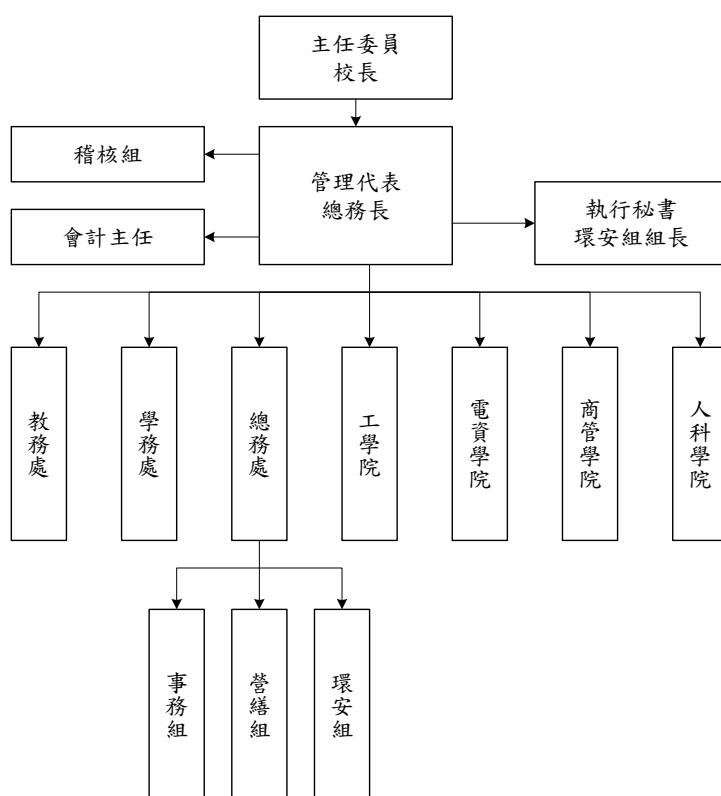 主任委員
校長
稽核組
管理代表
總務長
會計主任
執行秘書
環安組組長
教務處
學務處
總務處
工學院
電資學院
商管學院
人科學院
事務組
營繕組
環安組